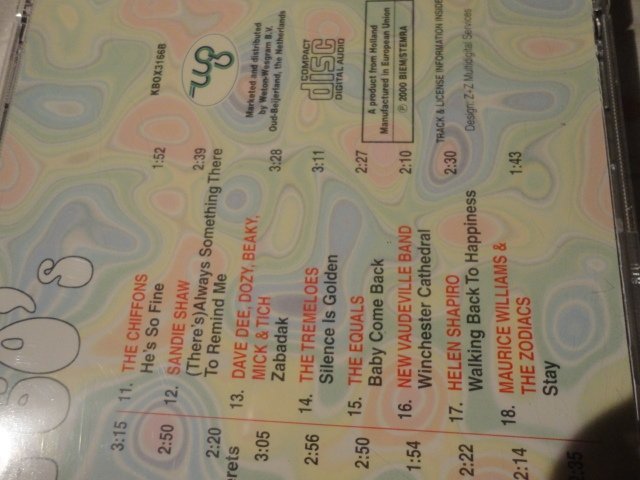 60's
3:15
2:50
2:20
erets
3:05
2:56
2:50
1:54
2:22
2:14
2:35
11. THE CHIFFONS
He's So Fine 1:52
12. SANDIE SHAW
(There's)Always Something There 2:39
To Remind Me
13. DAVE DEE, DOZY, BEAKY,
MICK & TICH
Zabadak 3:28
14. THE TREMELOES
Silence Is Golden 3:11
15. THE EQUALS
Baby Come Back 2:27
16. NEW VAUDEVILLE BAND
Winchester Cathedral 2:10
17. HELEN SHAPIRO
Walking Back To Happiness 2:30
18. MAURICE WILLIAMS &
THE ZODIACS
Stay 1:43
KBOX3166B
wg
Marketed and distributed
by Weton-Wesgram B.V.
Oud-Beijerland, the Netherlands
COMPACT
disc
DIGITAL AUDIO
A product from Holland
Manufactured in European Union
℗ 2000 BIEM/STEMRA
TRACK & LICENSE INFORMATION INSIDE
Design: Z+Z Multidigital Services